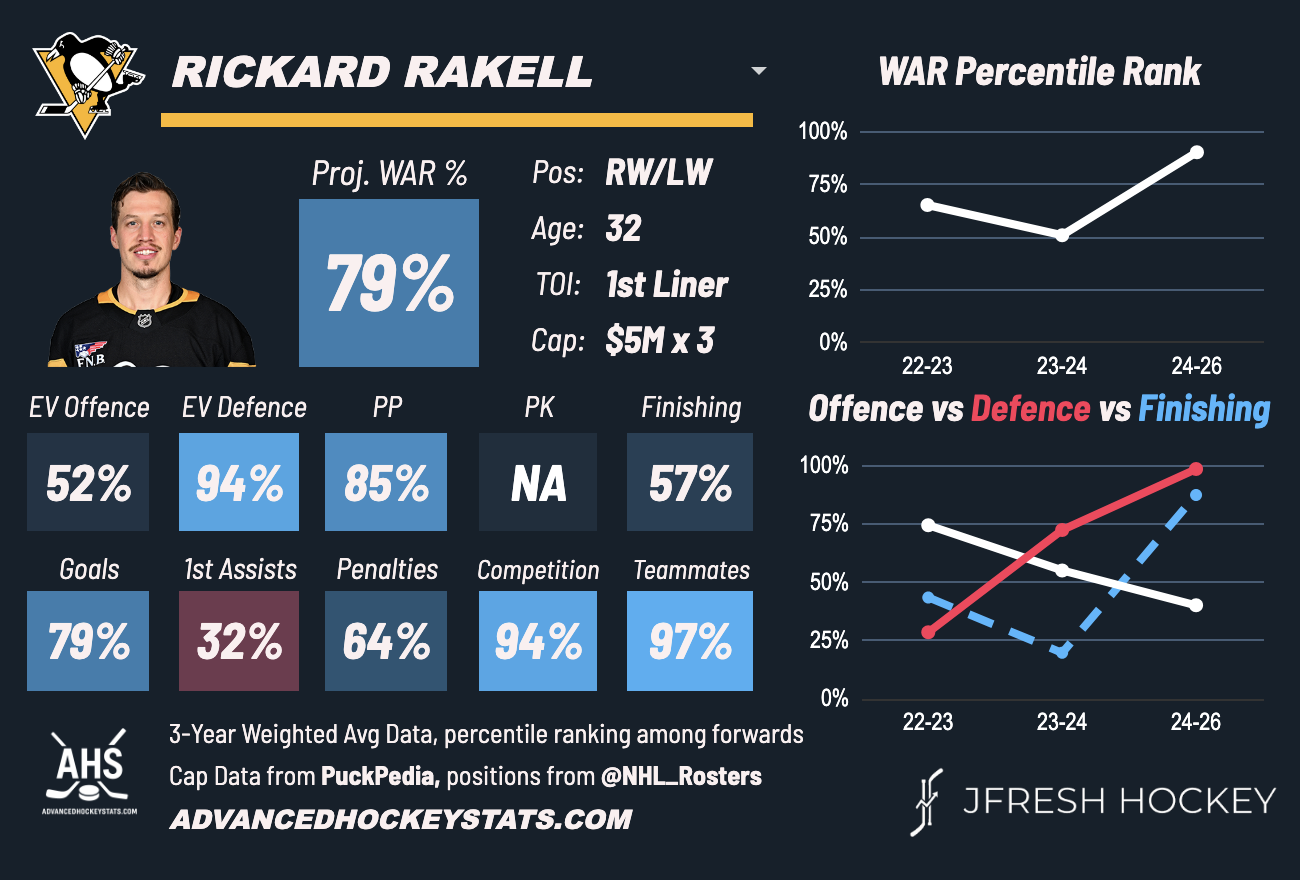 RICKARD RAKELL
WAR Percentile Rank
Proj. WAR %
79%
Pos: RW/LW
Age: 32
TOI: 1st Liner
Cap: $5M x 3
FNB
100%
75%
50%
25%
0%
22-23 23-24 24-26
EV Offence EV Defence PP PK Finishing
52% 94% 85% NA 57%
Goals 1st Assists Penalties Competition Teammates
79% 32% 64% 94% 97%
Offence vs Defence vs Finishing
100%
75%
50%
25%
0%
22-23 23-24 24-26
AHS
ADVANCEDHOCKEYSTATS.COM
3-Year Weighted Avg Data, percentile ranking among forwards
Cap Data from PuckPedia, positions from @NHL_Rosters
ADVANCEDHOCKEYSTATS.COM
JFRESH HOCKEY